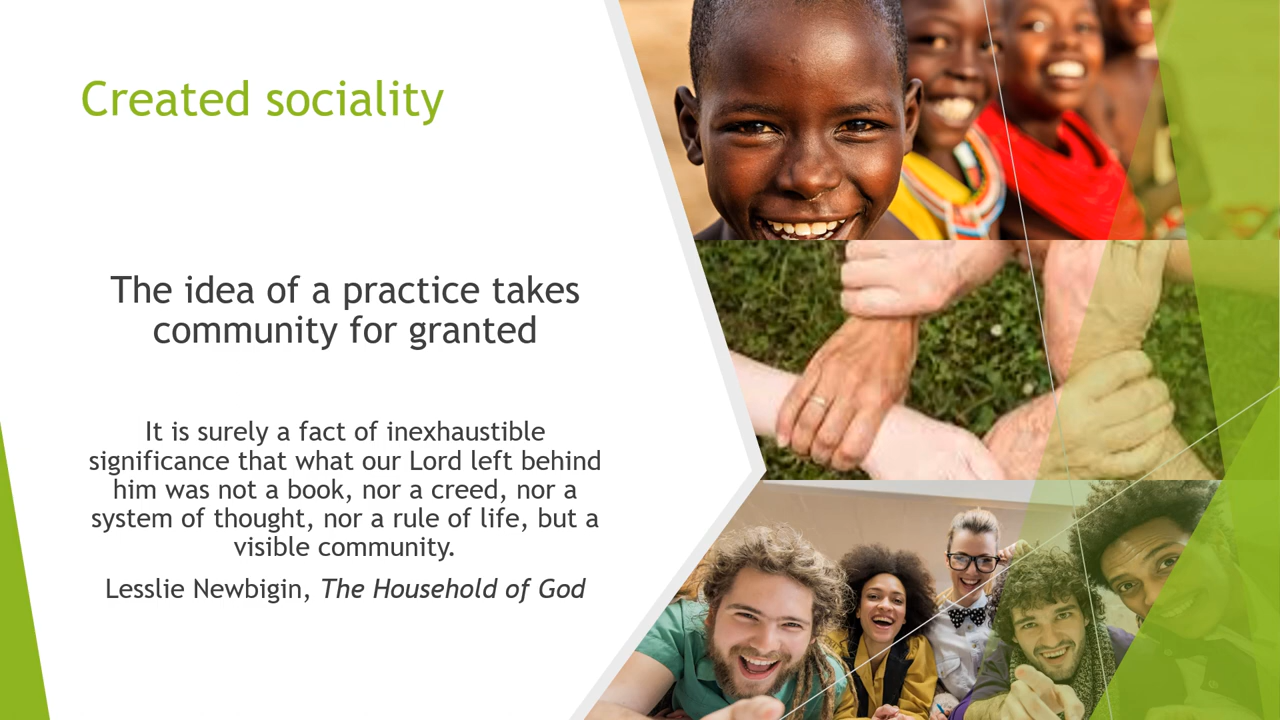 Created sociality
The idea of a practice takes
community for granted
It is surely a fact of inexhaustible
significance that what our Lord left behind
him was not a book, nor a creed, nor a
system of thought, nor a rule of life, but a
visible community.
Lesslie Newbigin, The Household of God